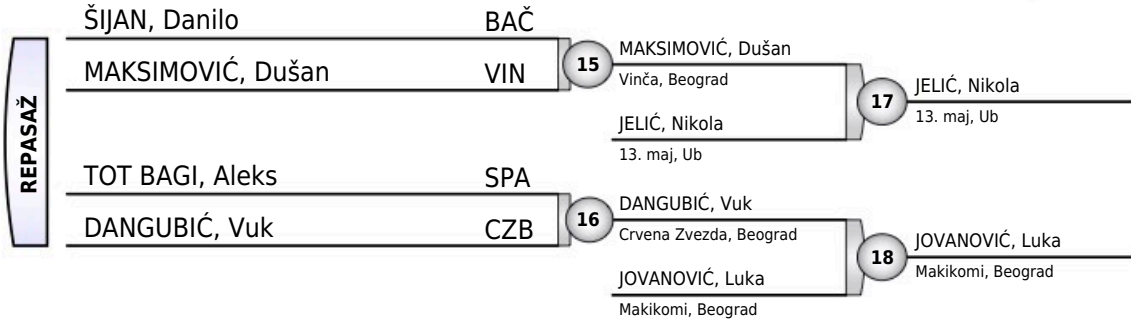 REPASAŽ
ŠIJAN, Danilo BAČ
MAKSIMOVIĆ, Dušan VIN
15
MAKSIMOVIĆ, Dušan
Vinča, Beograd
JELIĆ, Nikola
13. maj, Ub
17
JELIĆ, Nikola
13. maj, Ub
TOT BAGI, Aleks SPA
DANGUBIĆ, Vuk CZB
16
DANGUBIĆ, Vuk
Crvena Zvezda, Beograd
JOVANOVIĆ, Luka
Makikomi, Beograd
18
JOVANOVIĆ, Luka
Makikomi, Beograd